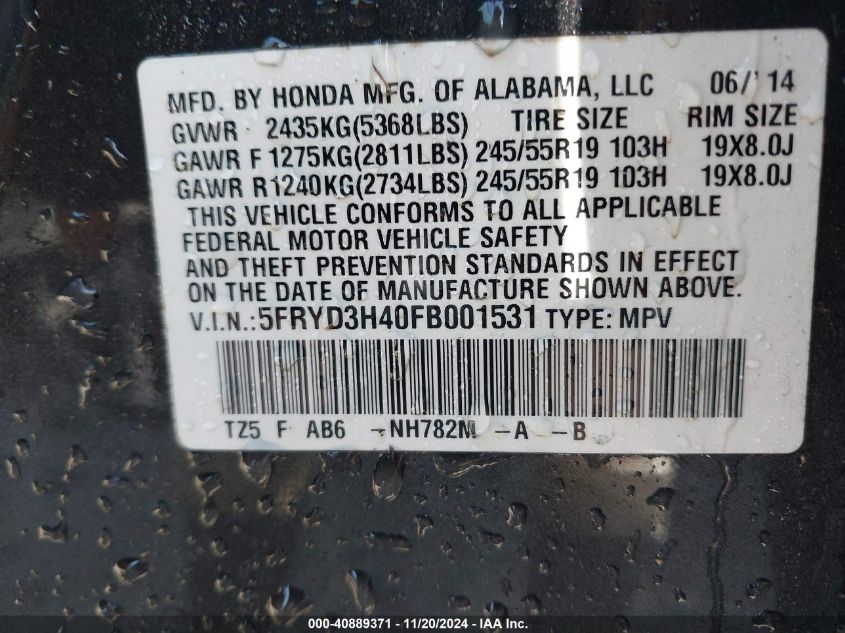 MFD. BY HONDA MFG. OF ALABAMA, LLC 06/'14
GVWR 2435KG(5368LBS) TIRE SIZE RIM SIZE
GAWR F 1275KG(2811LBS) 245/55R19 103H 19X8.0J
GAWR R1240KG(2734LBS) 245/55R19 103H 19X8.0J
THIS VEHICLE CONFORMS TO ALL APPLICABLE
FEDERAL MOTOR VEHICLE SAFETY
AND THEFT PREVENTION STANDARDS IN EFFECT
ON THE DATE OF MANUFACTURE SHOWN ABOVE.
V.I.N.:5FRYD3H40FB001531 TYPE: MPV
TZ5 F AB6 -NH782M -A -B
000-40889371 - 11/20/2024 - IAA Inc.